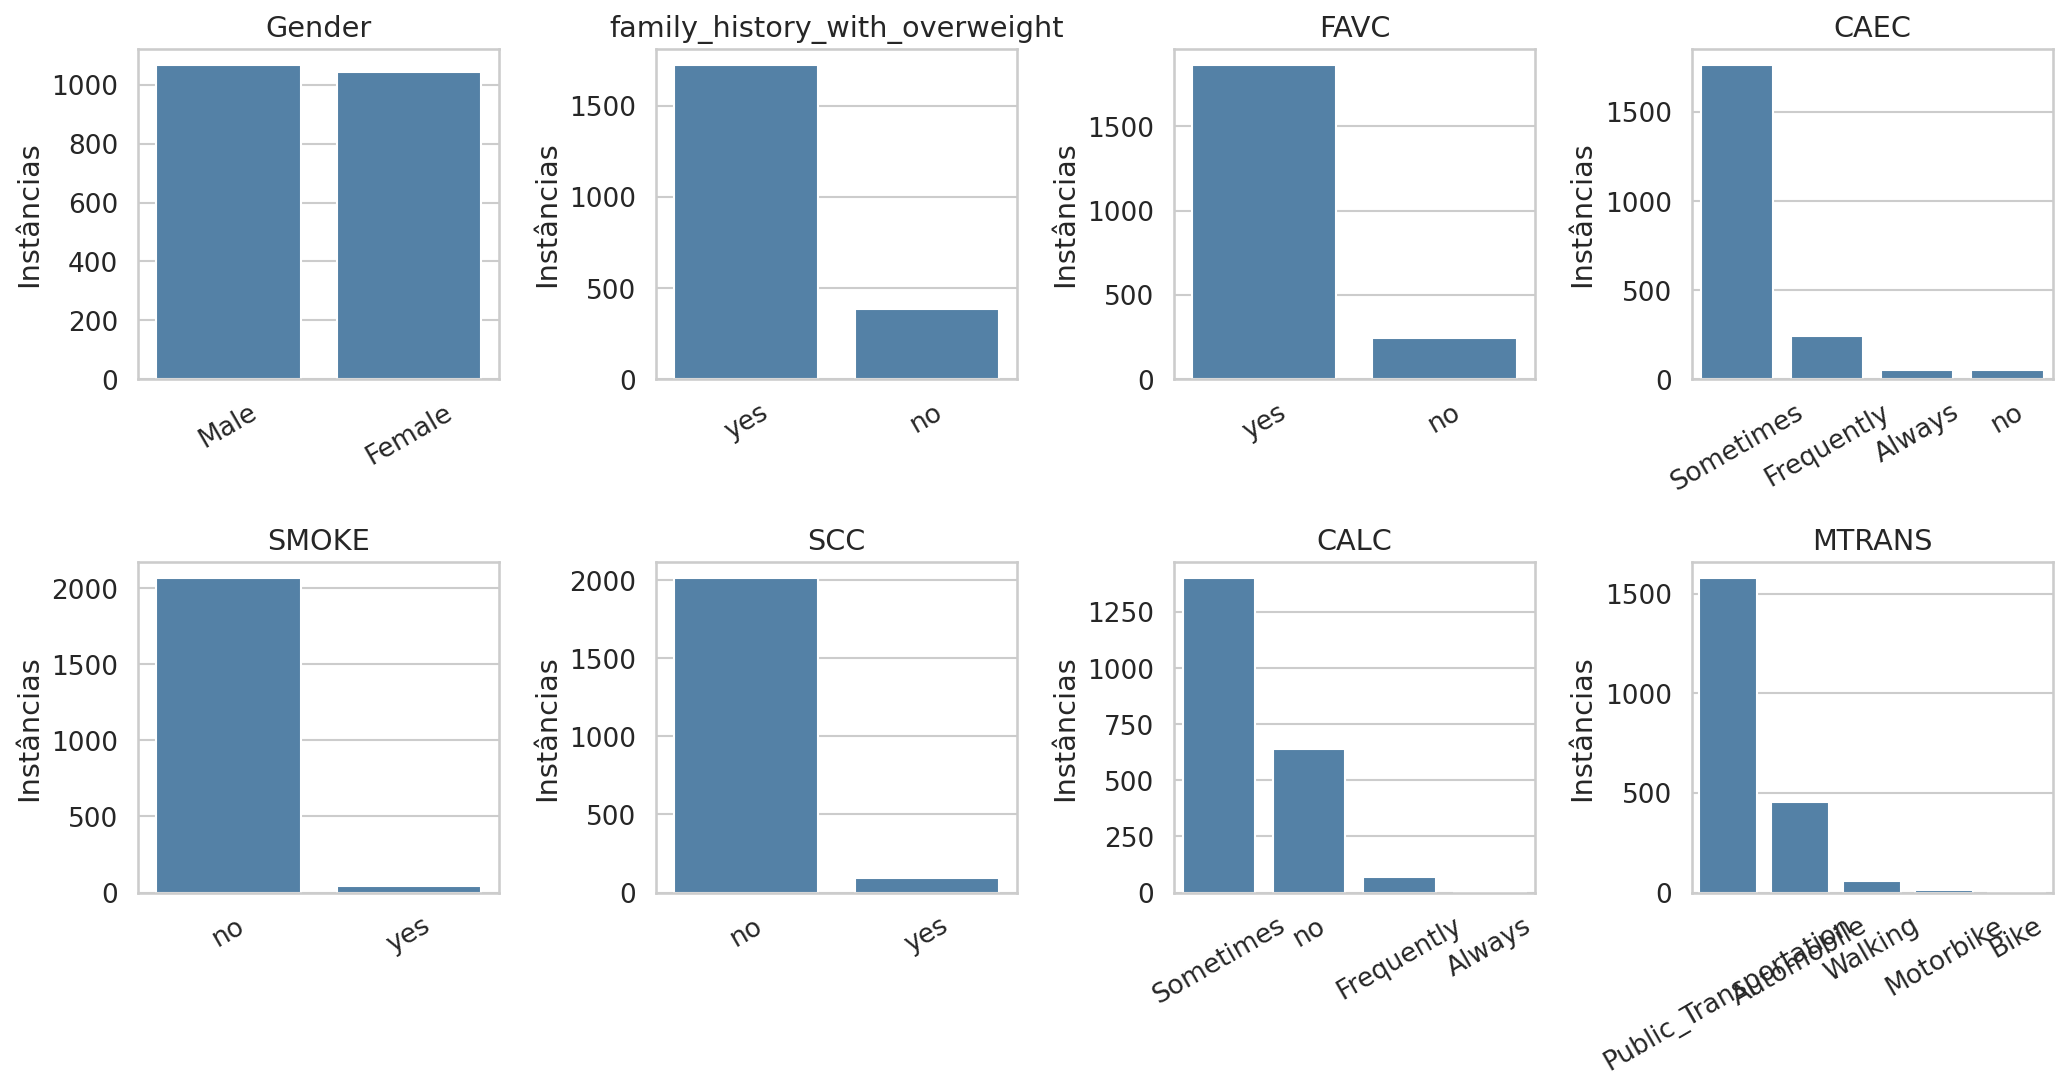 Gender
Instâncias
1000
800
600
400
200
0
Male
Female
family_history_with_overweight
Instâncias
1500
1000
500
0
yes
no
FAVC
Instâncias
1500
1000
500
0
yes
no
CAEC
Instâncias
1500
1000
500
0
Sometimes
Frequently
Always
no
SMOKE
Instâncias
2000
1500
1000
500
0
no
yes
SCC
Instâncias
2000
1500
1000
500
0
no
yes
CALC
Instâncias
1250
1000
750
500
250
0
Sometimes
no
Frequently
Always
MTRANS
Instâncias
1500
1000
500
0
Public_Transportation
Automobile
Walking
Motorbike
Bike